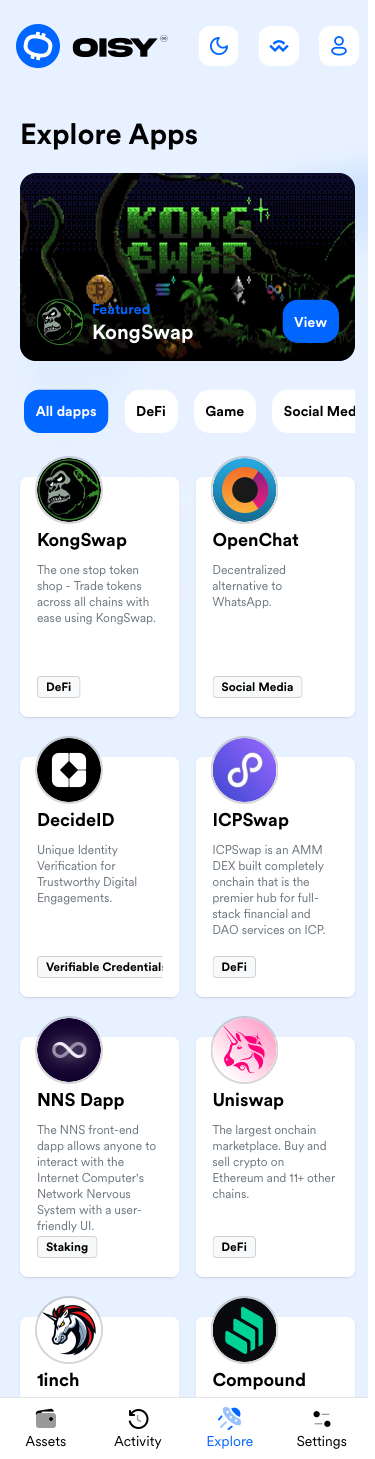 OISY
Explore Apps
KONG
SWAP
Featured
KongSwap
View
All dapps
DeFi
Game
Social Med
KongSwap
The one stop token
shop - Trade tokens
across all chains with
ease using KongSwap.
DeFi
OpenChat
Decentralized
alternative to
WhatsApp.
Social Media
DecideID
Unique Identity
Verification for
Trustworthy Digital
Engagements.
Verifiable Credentials
ICPSwap
ICPSwap is an AMM
DEX built completely
onchain that is the
premier hub for full-
stack financial and
DAO services on ICP.
DeFi
NNS Dapp
The NNS front-end
dapp allows anyone to
interact with the
Internet Computer's
Network Nervous
System with a user-
friendly UI.
Staking
Uniswap
The largest onchain
marketplace. Buy and
sell crypto on
Ethereum and 11+ other
chains.
DeFi
1inch
Compound
Assets
Activity
Explore
Settings